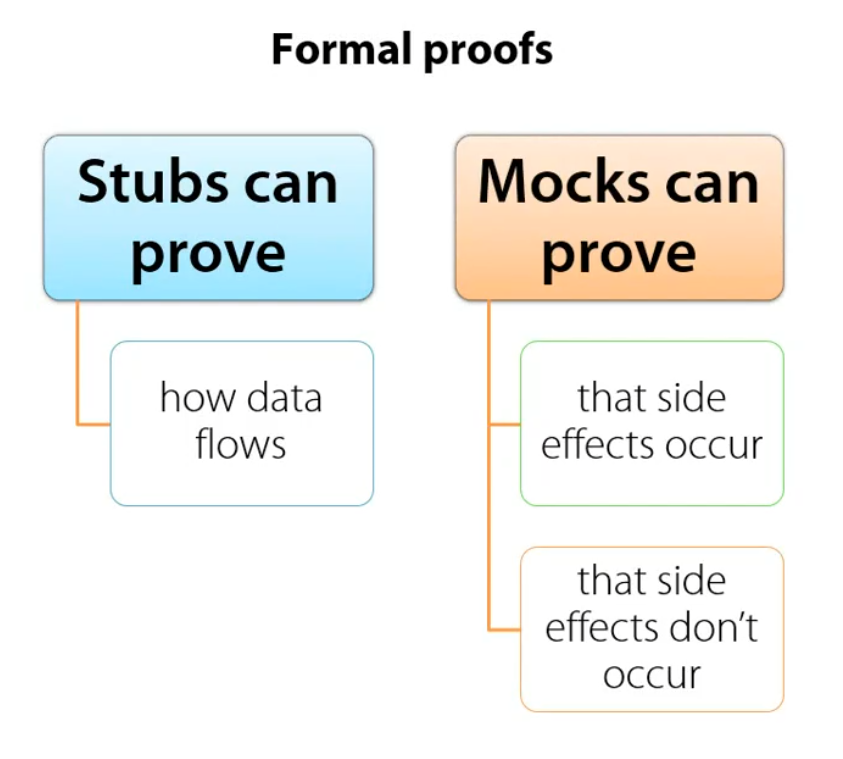 Formal proofs
Stubs can
prove
Mocks can
prove
how data
flows
that side
effects occur
that side
effects don’t
occur